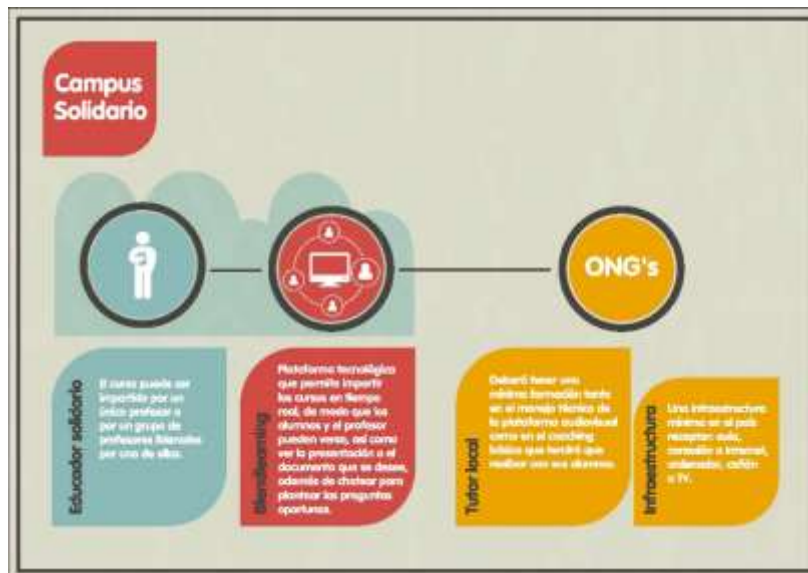 Campus
Solidario
ONG's
Educador solidario
El curso puede ser
impartido por un
único profesor o
por un grupo de
profesores liderados
por uno de ellos.
Blendlearning
Plataforma tecnológica
que permite impartir
los cursos en tiempo
real, de modo que los
alumnos y el profesor
pueden verse, así como
ver la presentación o el
documento que se desee,
además de chatear para
plantear las preguntas
oportunas.
Tutor local
Deberá tener una
mínima formación tanto
en el manejo técnico de
la plataforma audiovisual
como en el coaching
básico que tendrá que
realizar con sus alumnos.
Infraestructura
Una infraestructura
mínima en el país
receptor: aula,
conexión a Internet,
ordenador, cañón
o TV.